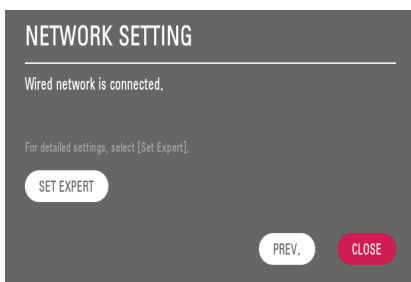 NETWORK SETTING
Wired network is connected.
For detailed settings, select [Set Expert].
SET EXPERT
PREV.
CLOSE